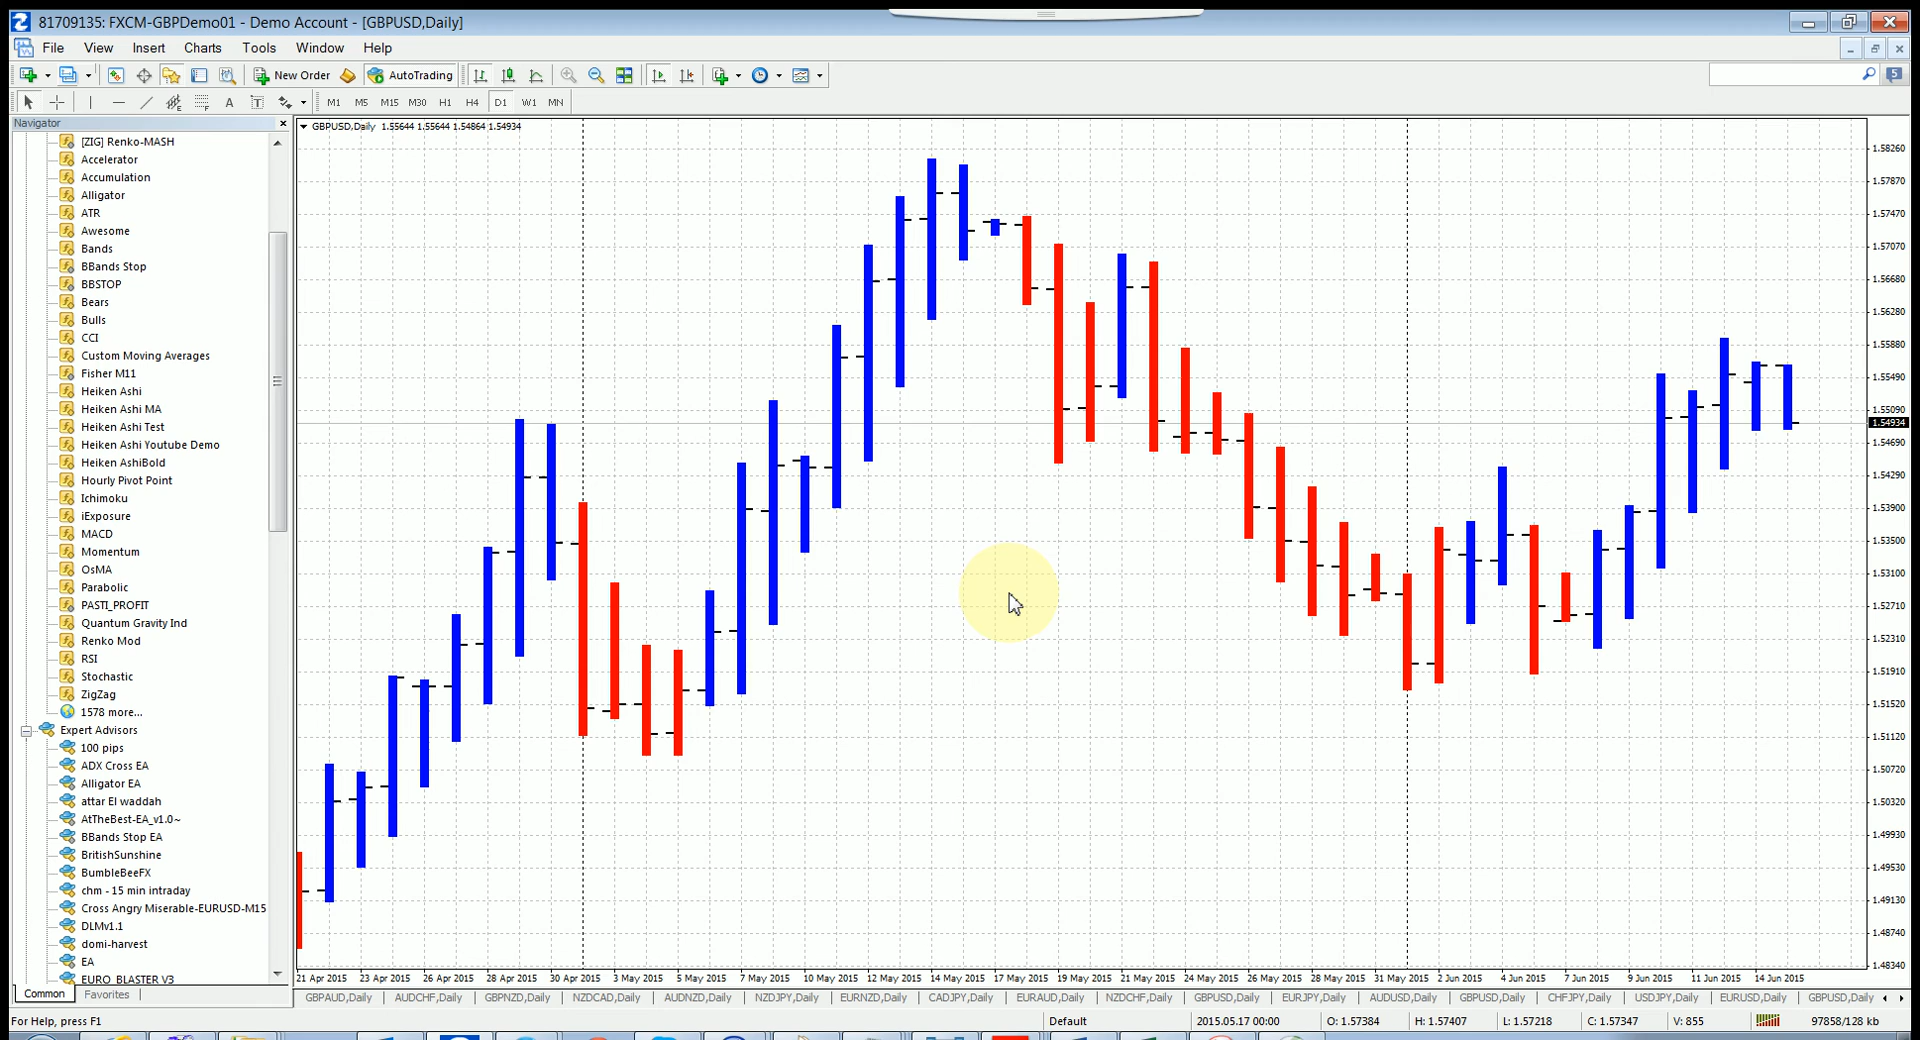 81709135: FXCM-GBPDemo01 - Demo Account - [GBPUSD,Daily]
File View Insert Charts Tools Window Help
New Order AutoTrading
5
A T M1 M5 M15 M30 H1 H4 D1 W1 MN
Navigator
GBPUSD,Daily 1.55644 1.55644 1.54864 1.54934
[ZIG] Renko-MASH
Accelerator
Accumulation
Alligator
ATR
Awesome
Bands
BBands Stop
BBSTOP
Bears
Bulls
CCI
Custom Moving Averages
Fisher M11
Heiken Ashi
Heiken Ashi MA
Heiken Ashi Test
Heiken Ashi Youtube Demo
Heiken AshiBold
Hourly Pivot Point
Ichimoku
iExposure
MACD
Momentum
OsMA
Parabolic
PASTI_PROFIT
Quantum Gravity Ind
Renko Mod
RSI
Stochastic
ZigZag
1578 more...
Expert Advisors
100 pips
ADX Cross EA
Alligator EA
attar El waddah
AtTheBest-EA_v1.0~
BBands Stop EA
BritishSunshine
BumbleBeeFX
chm - 15 min intraday
Cross Angry Miserable-EURUSD-M15
DLMv1.1
domi-harvest
EA
EURO_BLASTER V3
Common Favorites
1.58260
1.57870
1.57470
1.57070
1.56680
1.56280
1.55880
1.55490
1.55090
1.54934
1.54690
1.54290
1.53900
1.53500
1.53100
1.52710
1.52310
1.51910
1.51520
1.51120
1.50720
1.50320
1.49930
1.49530
1.49130
1.48740
1.48340
21 Apr 2015 23 Apr 2015 26 Apr 2015 28 Apr 2015 30 Apr 2015 3 May 2015 5 May 2015 7 May 2015 10 May 2015 12 May 2015 14 May 2015 17 May 2015 19 May 2015 21 May 2015 24 May 2015 26 May 2015 28 May 2015 31 May 2015 2 Jun 2015 4 Jun 2015 7 Jun 2015 9 Jun 2015 11 Jun 2015 14 Jun 2015
GBPAUD,Daily AUDCHF,Daily GBPNZD,Daily NZDCAD,Daily AUDNZD,Daily NZDJPY,Daily EURNZD,Daily CADJPY,Daily EURAUD,Daily NZDCHF,Daily GBPUSD,Daily EURJPY,Daily AUDUSD,Daily GBPUSD,Daily CHFJPY,Daily USDJPY,Daily EURUSD,Daily GBPUSD,Daily
For Help, press F1 Default 2015.05.17 00:00 O: 1.57384 H: 1.57407 L: 1.57218 C: 1.57347 V: 855 97858/128 kb